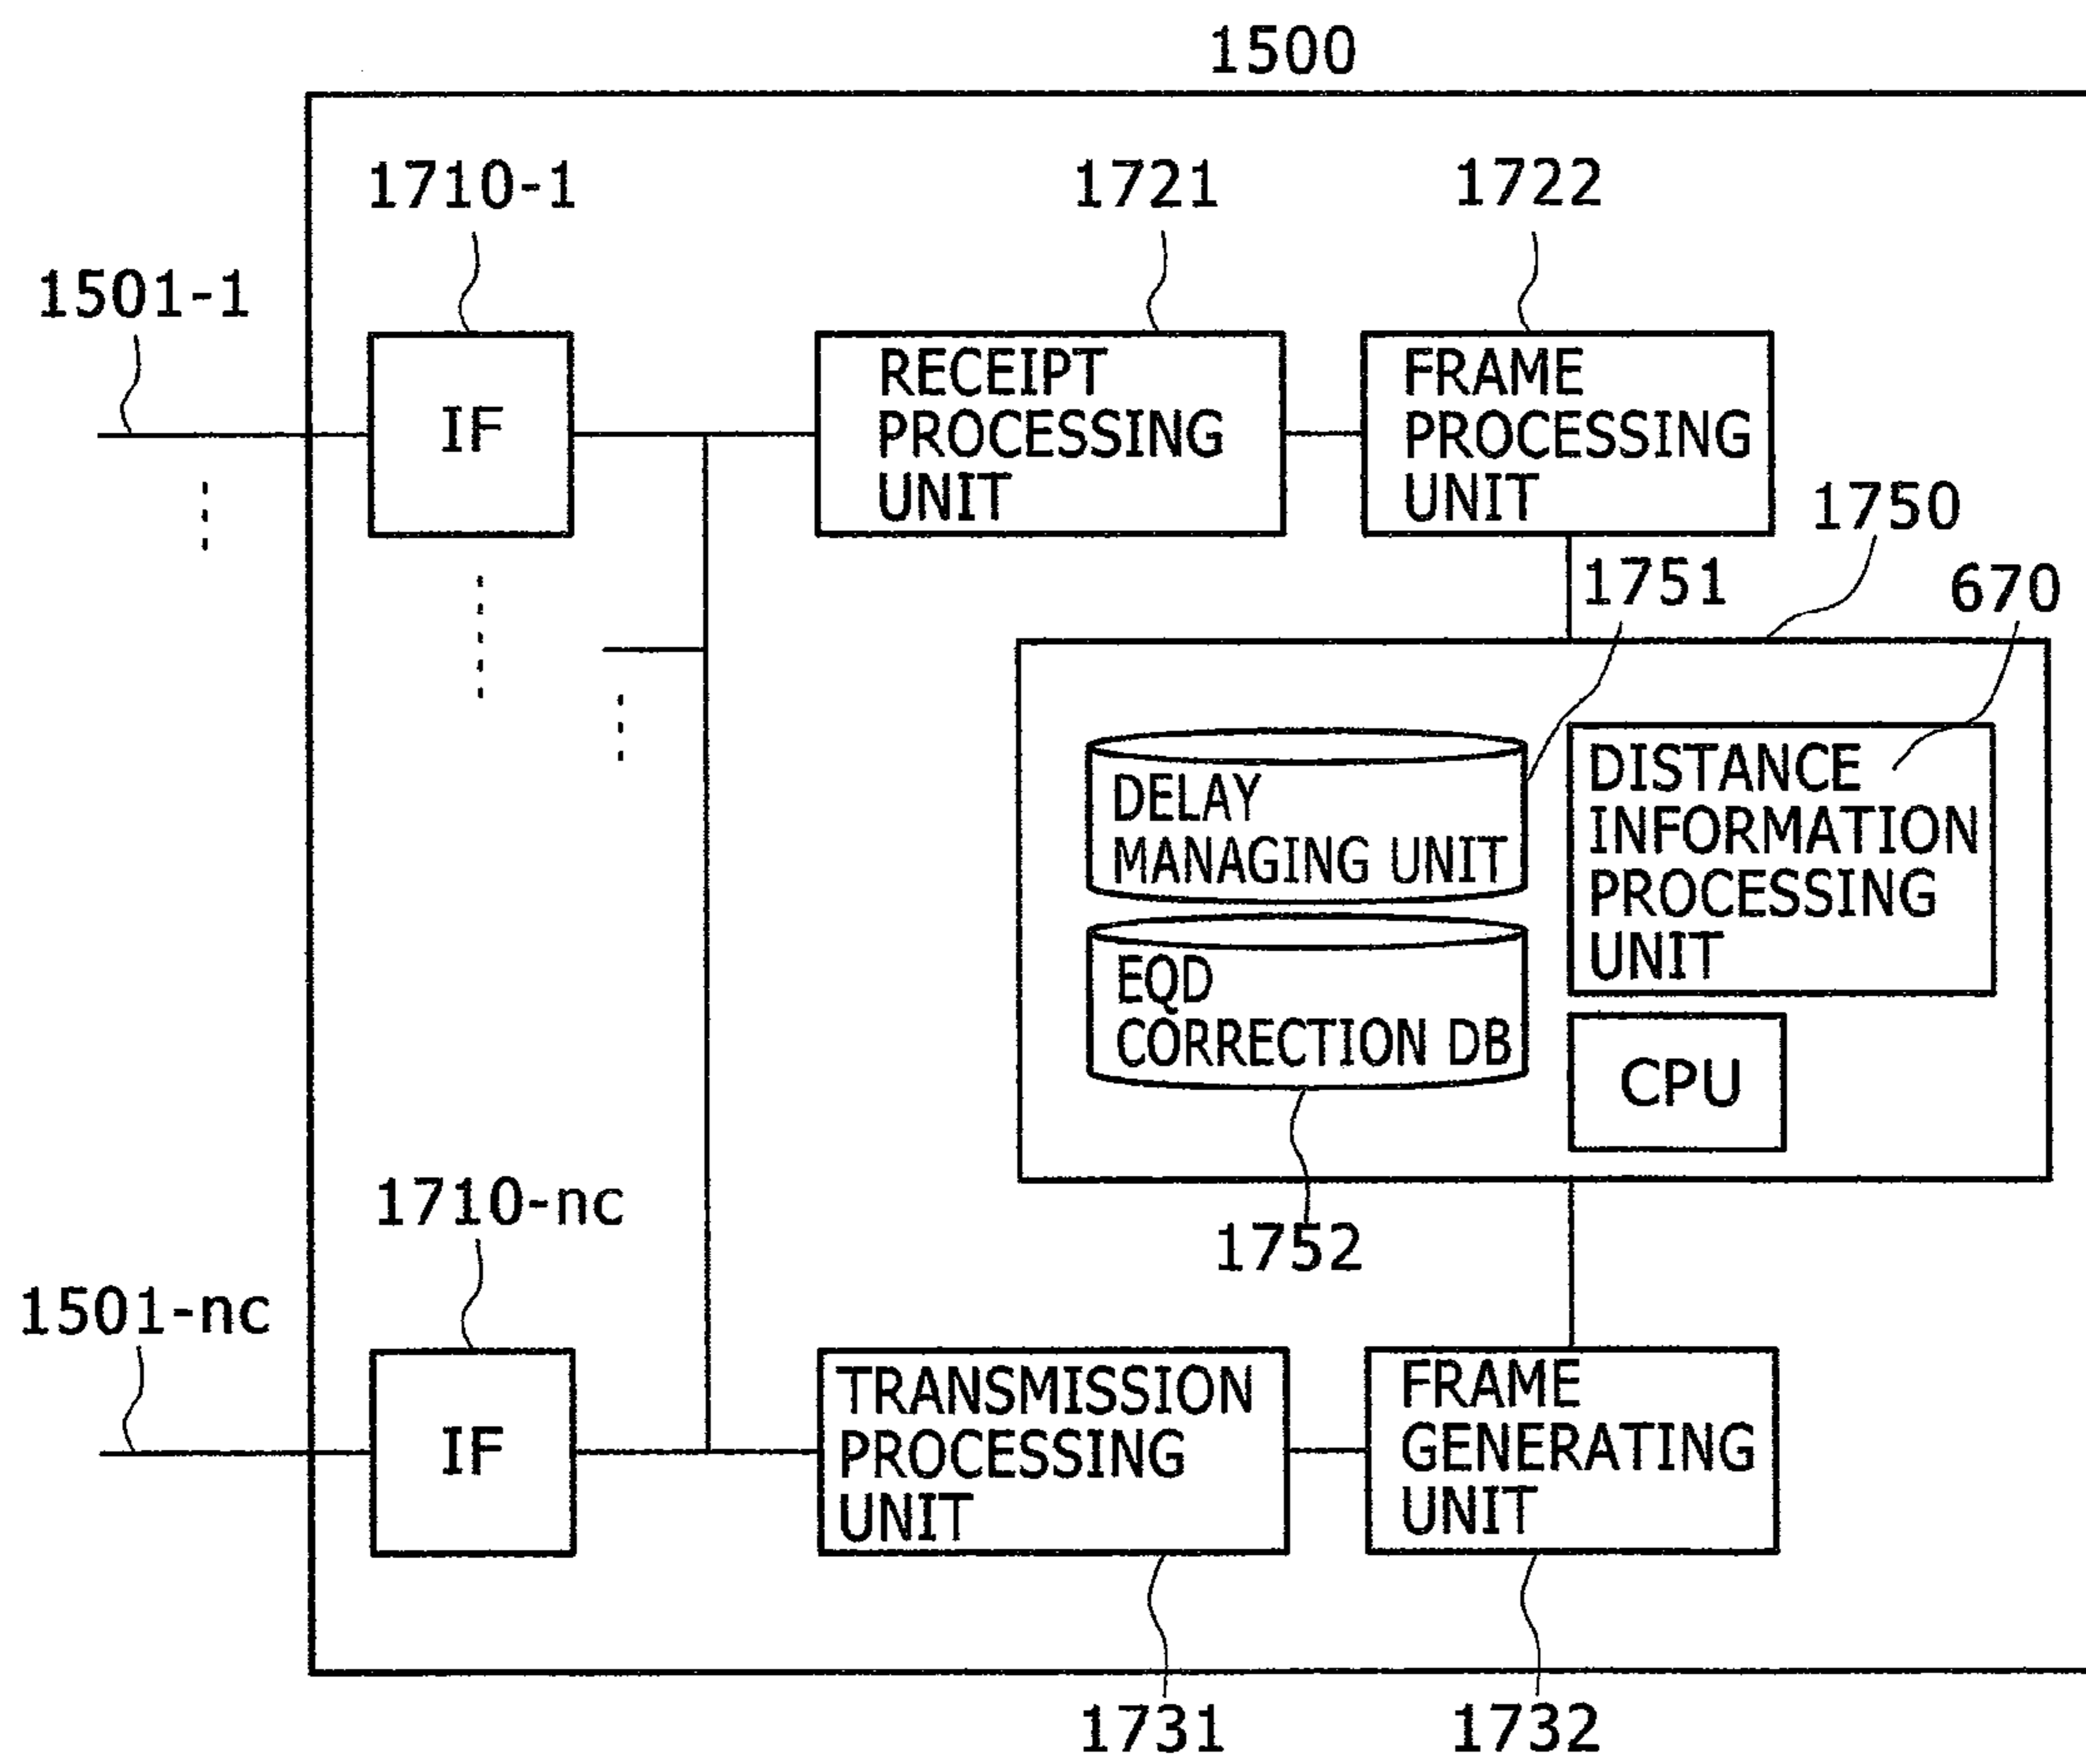 1500
1710-1
1721
1722
1501-1
IF
RECEIPT
PROCESSING
UNIT
FRAME
PROCESSING
UNIT
1750
1751
670
DELAY
MANAGING UNIT
DISTANCE
INFORMATION
PROCESSING
UNIT
EQD
CORRECTION DB
CPU
1752
1710-nc
1501-nc
IF
TRANSMISSION
PROCESSING
UNIT
FRAME
GENERATING
UNIT
1731
1732